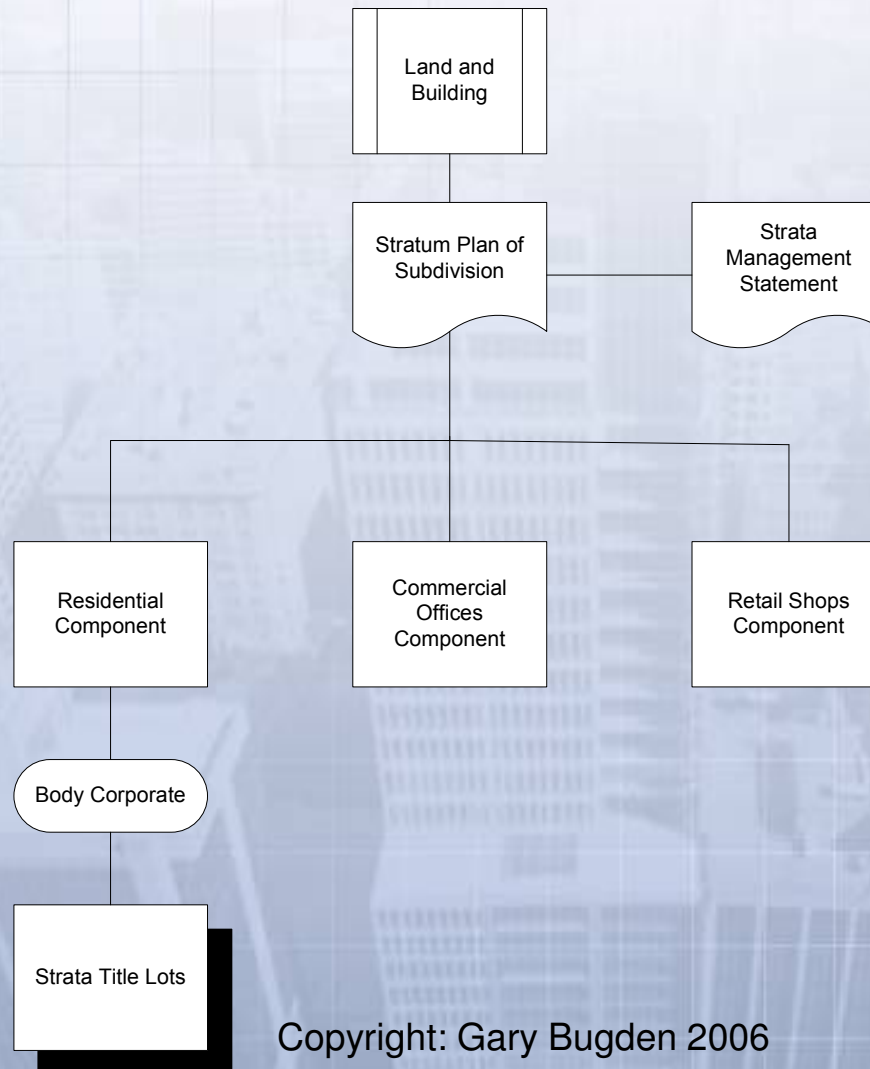 Land and
Building
Stratum Plan of
Subdivision
Strata
Management
Statement
Residential
Component
Commercial
Offices
Component
Retail Shops
Component
Body Corporate
Strata Title Lots
Copyright: Gary Bugden 2006